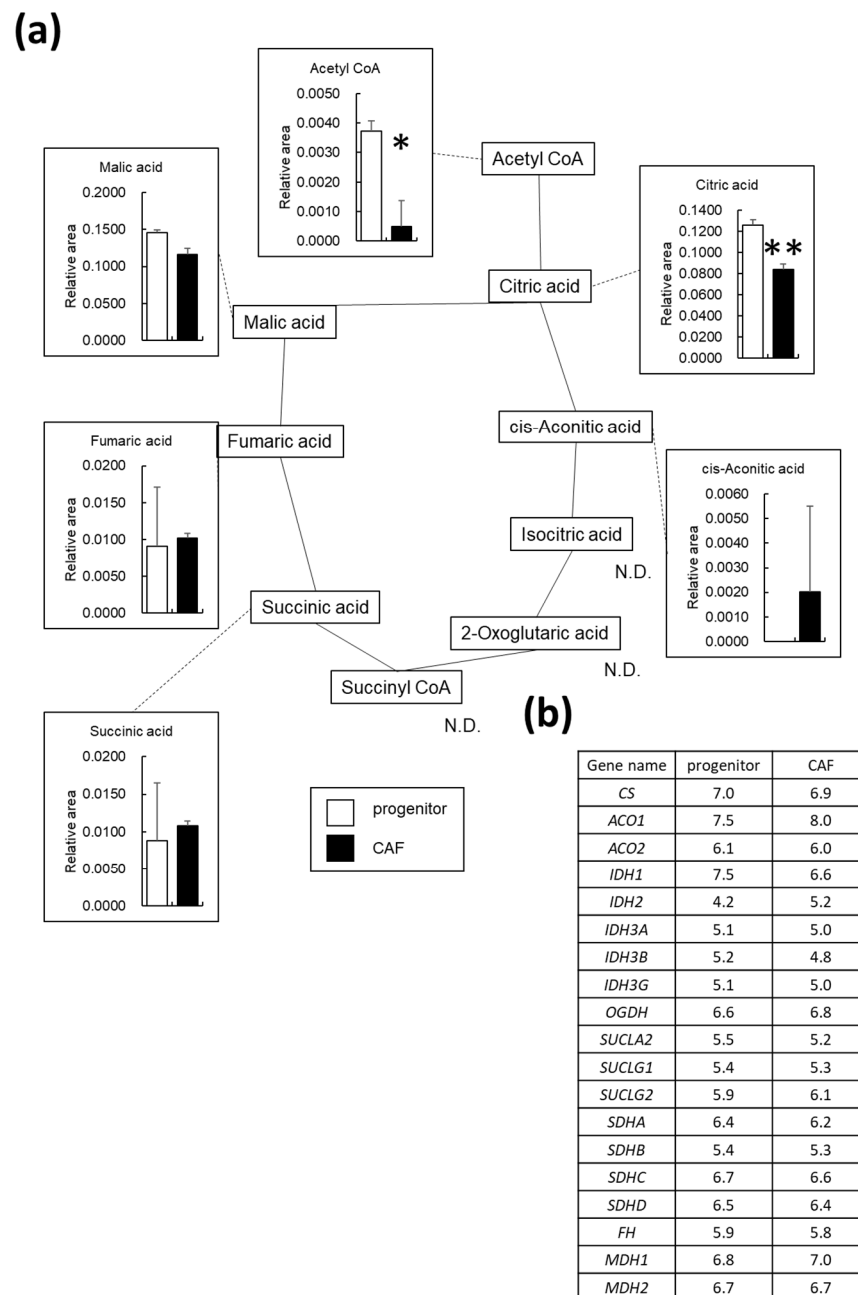 (a)
Acetyl CoA
Relative area
0.0050
0.0040
0.0030
0.0020
0.0010
0.0000
*
Acetyl CoA
Malic acid
Relative area
0.2000
0.1500
0.1000
0.0500
0.0000
Citric acid
Relative area
0.1400
0.1200
0.1000
0.0800
0.0600
0.0400
0.0200
0.0000
**
Citric acid
Malic acid
Fumaric acid
Relative area
0.0200
0.0150
0.0100
0.0050
0.0000
Fumaric acid
cis-Aconitic acid
cis-Aconitic acid
Relative area
0.0060
0.0050
0.0040
0.0030
0.0020
0.0010
0.0000
Isocitric acid
N.D.
Succinic acid
2-Oxoglutaric acid
N.D.
Succinyl CoA
N.D.
Succinic acid
Relative area
0.0200
0.0150
0.0100
0.0050
0.0000
progenitor
CAF
(b)
Gene name progenitor CAF
CS 7.0 6.9
ACO1 7.5 8.0
ACO2 6.1 6.0
IDH1 7.5 6.6
IDH2 4.2 5.2
IDH3A 5.1 5.0
IDH3B 5.2 4.8
IDH3G 5.1 5.0
OGDH 6.6 6.8
SUCLA2 5.5 5.2
SUCLG1 5.4 5.3
SUCLG2 5.9 6.1
SDHA 6.4 6.2
SDHB 5.4 5.3
SDHC 6.7 6.6
SDHD 6.5 6.4
FH 5.9 5.8
MDH1 6.8 7.0
MDH2 6.7 6.7